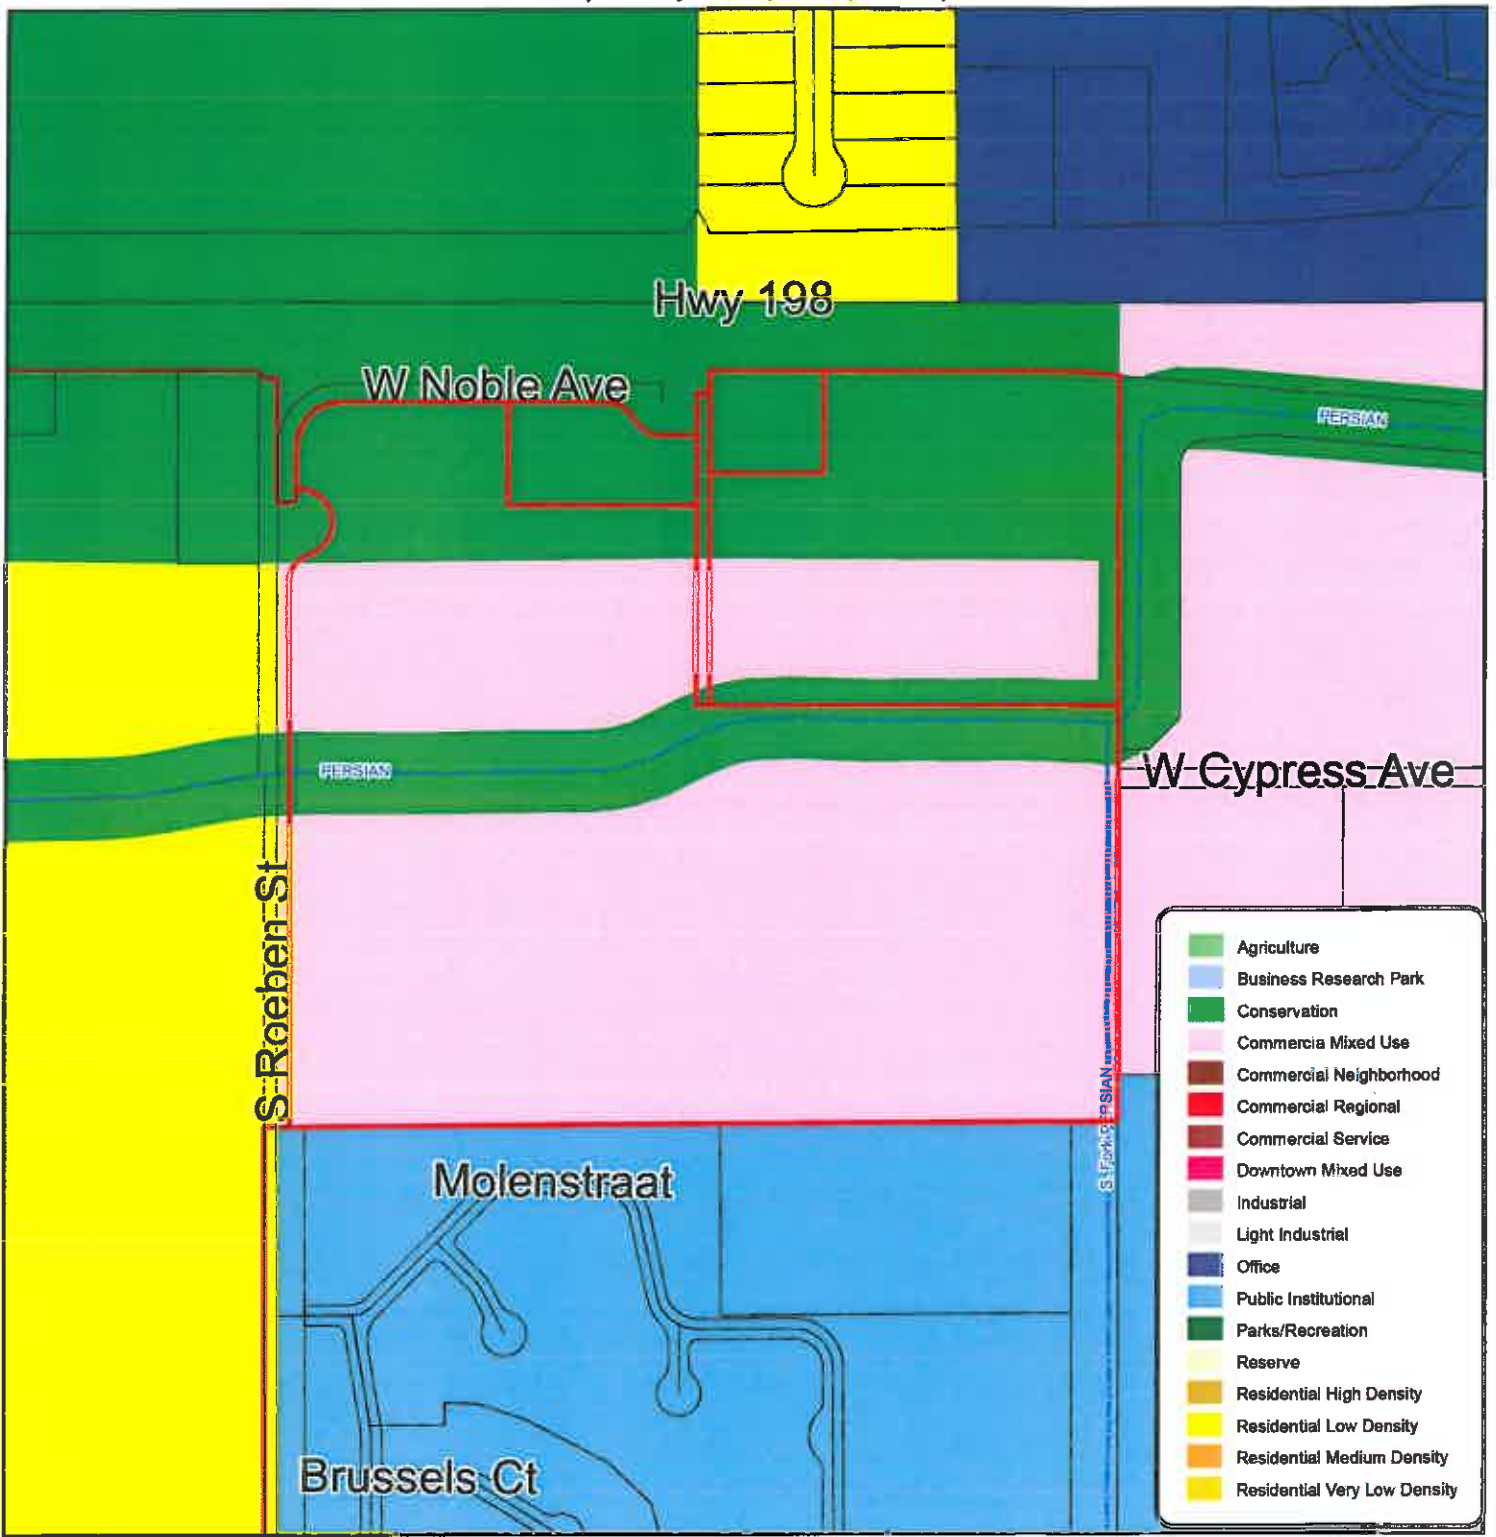 Hwy 198
W Noble Ave
PERSIAN
PERSIAN
W Cypress Ave
S Roeben St
S. Fork PERSIAN
Molenstraat
Brussels Ct
Agriculture
Business Research Park
Conservation
Commercia Mixed Use
Commercial Neighborhood
Commercial Regional
Commercial Service
Downtown Mixed Use
Industrial
Light Industrial
Office
Public Institutional
Parks/Recreation
Reserve
Residential High Density
Residential Low Density
Residential Medium Density
Residential Very Low Density